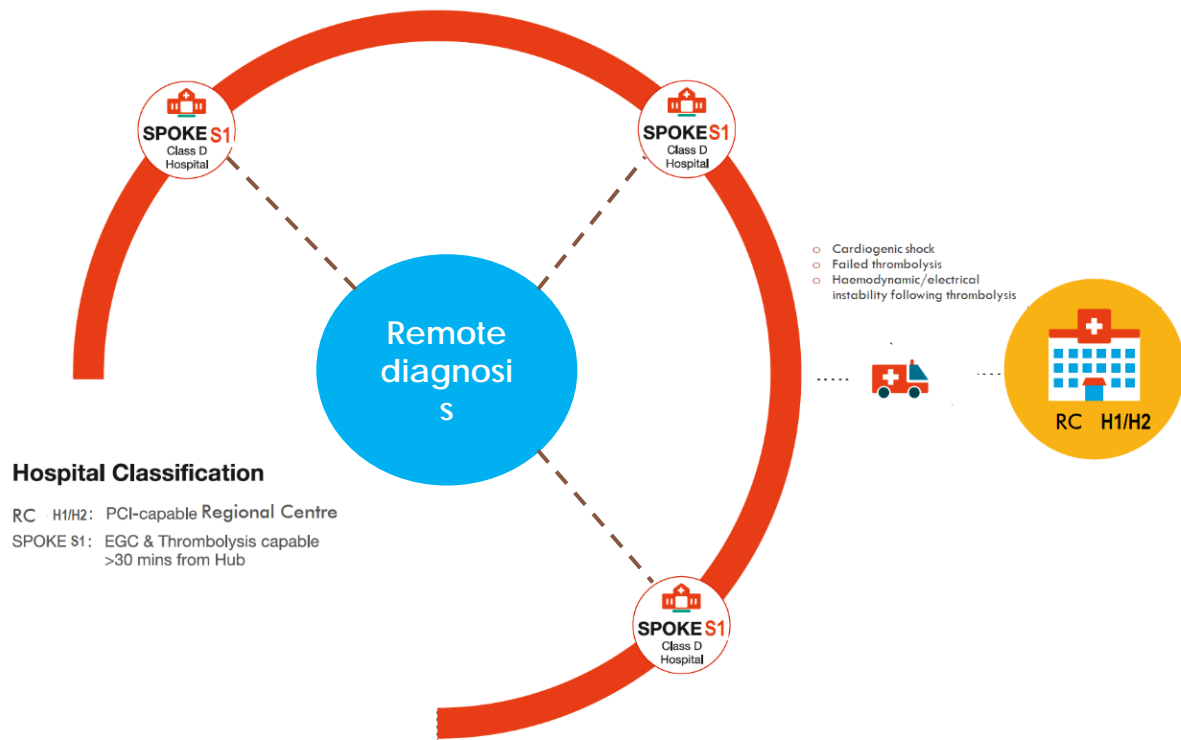 SPOKE S1
Class D
Hospital
SPOKE S1
Class D
Hospital
Cardiogenic shock
Failed thrombolysis
Haemodynamic/electrical
instability following thrombolysis
Remote
diagnosi
s
RC H1/H2
Hospital Classification
RC H1/H2: PCI-capable Regional Centre
SPOKE S1: EGC & Thrombolysis capable
>30 mins from Hub
SPOKE S1
Class D
Hospital